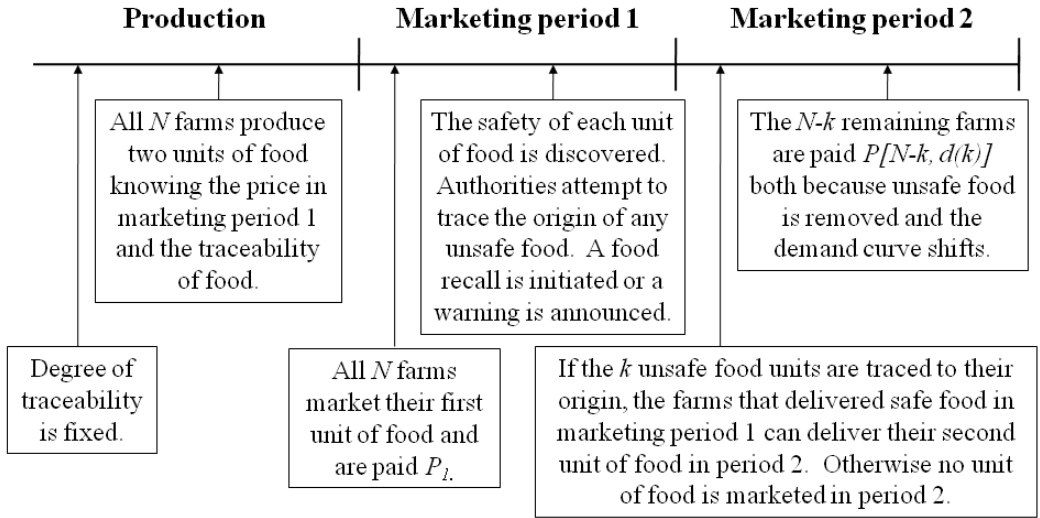 Production
Marketing period 1
Marketing period 2
All N farms produce
two units of food
knowing the price in
marketing period 1
and the traceability
of food.
The safety of each unit
of food is discovered.
Authorities attempt to
trace the origin of any
unsafe food. A food
recall is initiated or a
warning is announced.
The N-k remaining farms
are paid P[N-k, d(k)]
both because unsafe food
is removed and the
demand curve shifts.
Degree of
traceability
is fixed.
All N farms
market their first
unit of food and
are paid P1.
If the k unsafe food units are traced to their
origin, the farms that delivered safe food in
marketing period 1 can deliver their second
unit of food in period 2. Otherwise no unit
of food is marketed in period 2.